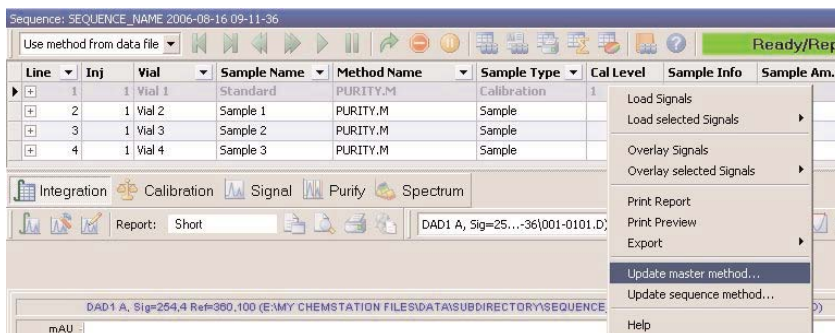 Sequence: SEQUENCE_NAME 2006-08-16 09-11-36
Use method from data file Ready/Rep
Line Inj Vial Sample Name Method Name Sample Type Cal Level Sample Info Sample Am.
1 1 Vial 1 Standard PURITY.M Calibration 1
2 1 Vial 2 Sample 1 PURITY.M Sample
3 1 Vial 3 Sample 2 PURITY.M Sample
4 1 Vial 4 Sample 3 PURITY.M Sample
Load Signals
Load selected Signals
Overlay Signals
Overlay selected Signals
Print Report
Print Preview
Export
Update master method...
Update sequence method...
Help
Integration Calibration Signal Purify Spectrum
Report: Short DAD1 A, Sig=25...-36\001-0101.D)
DAD1 A, Sig=254,4 Ref=360,100 (E:\MY CHEMSTATION FILES\DATA\SUBDIRECTORY\SEQUENCE_ D)
mAU